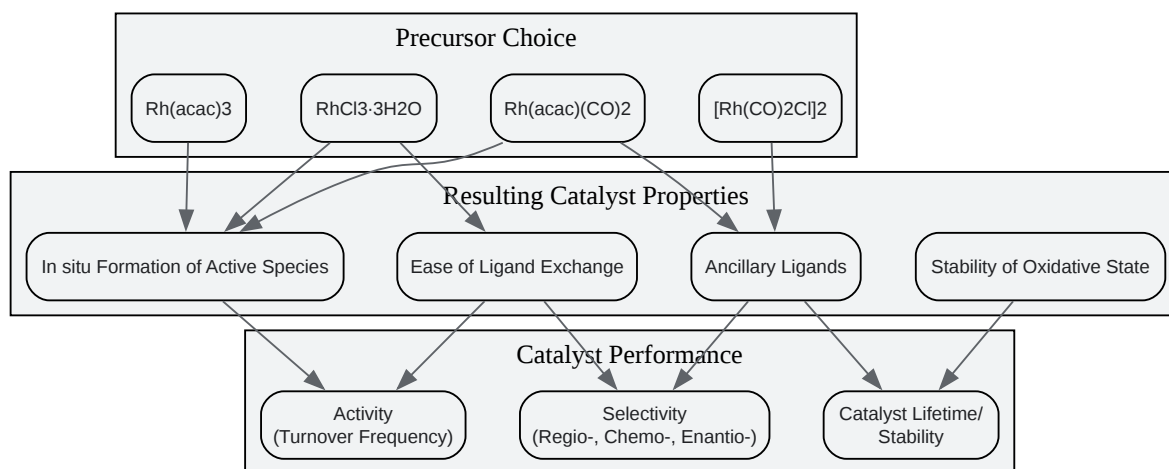 Precursor Choice
Rh(acac)3
RhCl3·3H2O
Rh(acac)(CO)2
[Rh(CO)2Cl]2
Resulting Catalyst Properties
In situ Formation of Active Species
Ease of Ligand Exchange
Ancillary Ligands
Stability of Oxidative State
Catalyst Performance
Activity
(Turnover Frequency)
Selectivity
(Regio-, Chemo-, Enantio-)
Catalyst Lifetime/
Stability